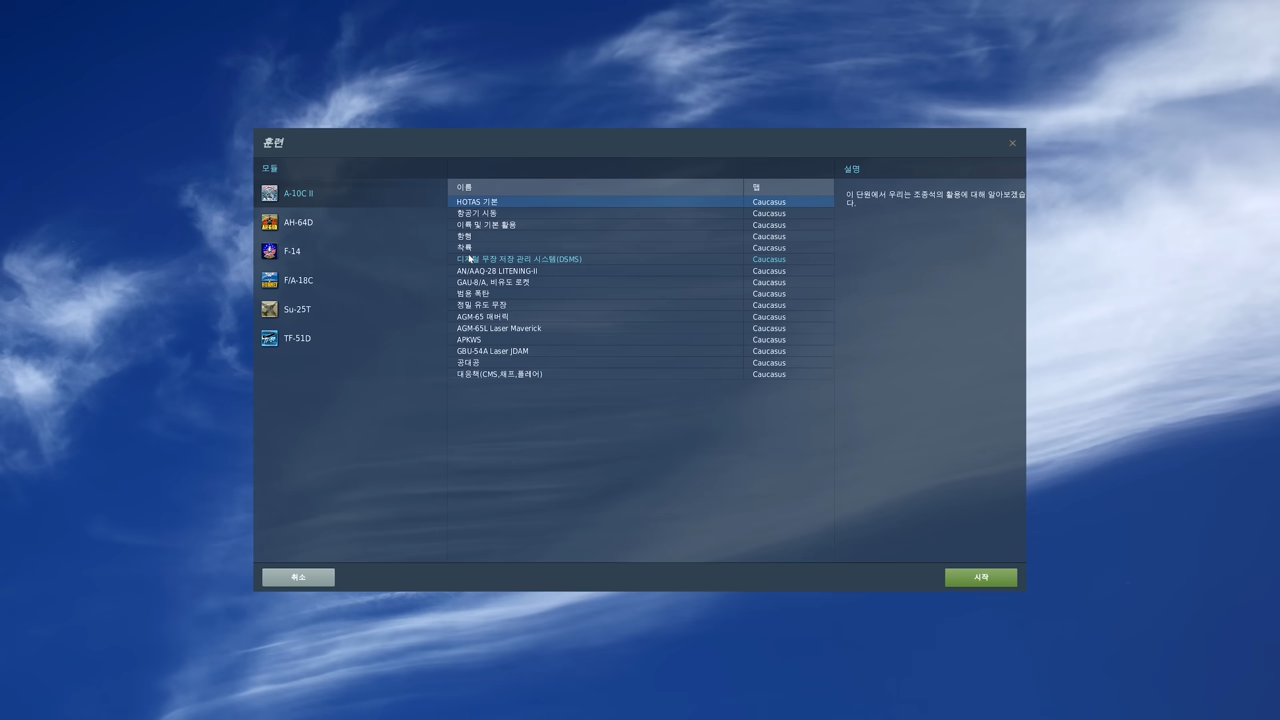 훈련
모듈
설명
A-10C II
AH-64D
F-14
F/A-18C
Su-25T
TF-51D
이름 맵
HOTAS 기본 Caucasus
항공기 시동 Caucasus
이륙 및 기본 활용 Caucasus
항행 Caucasus
착륙 Caucasus
디지털 무장 저장 관리 시스템(DSMS) Caucasus
AN/AAQ-28 LITENING-II Caucasus
GAU-8/A, 비유도 로켓 Caucasus
범용 폭탄 Caucasus
정밀 유도 무장 Caucasus
AGM-65 매버릭 Caucasus
AGM-65L Laser Maverick Caucasus
APKWS Caucasus
GBU-54A Laser JDAM Caucasus
공대공 Caucasus
대응책(CMS,채프,플레어) Caucasus
이 단원에서 우리는 조종석의 활용에 대해 알아보겠습
다.
취소
시작